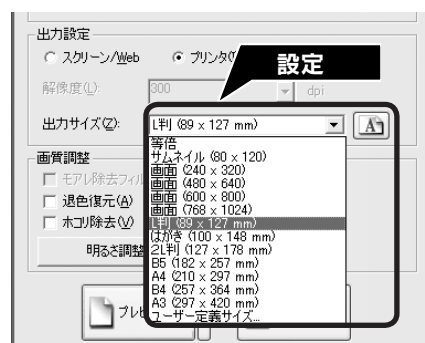 出力設定
スクリーン/Web
プリンタ(
設定
解像度(L):
300
dpi
出力サイズ(Z):
L判 (89 x 127 mm)
A
等倍
サムネイル (80 x 120)
画面 (240 x 320)
画面 (480 x 640)
画面 (600 x 800)
画面 (768 x 1024)
L判 (89 x 127 mm)
はがき (100 x 148 mm)
2L判 (127 x 178 mm)
B5 (182 x 257 mm)
A4 (210 x 297 mm)
B4 (257 x 364 mm)
A3 (297 x 420 mm)
ユーザー定義サイズ...
画質調整
モアレ除去フィル
退色復元(A)
ホコリ除去(V)
明るさ調整
プレビ